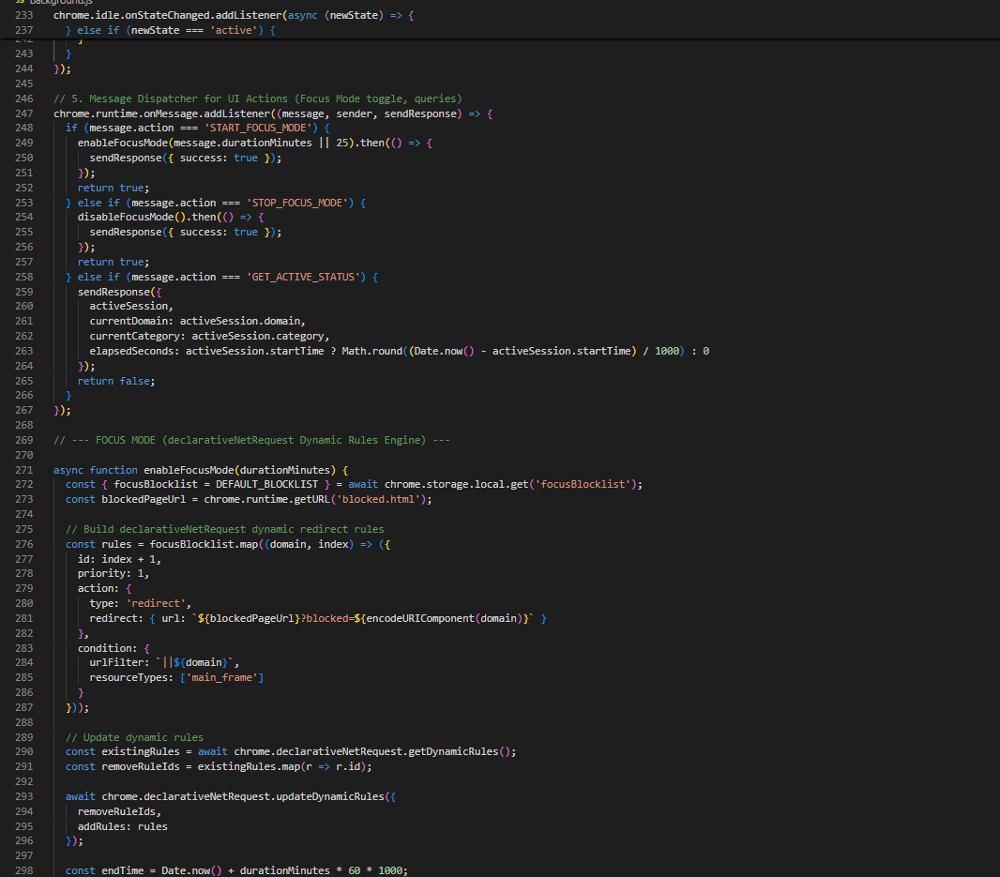 JS background.js
233 chrome.idle.onStateChanged.addListener(async (newState) => {
237 } else if (newState === 'active') {
242 }
243 }
244 });
245
246 // 5. Message Dispatcher for UI Actions (Focus Mode toggle, queries)
247 chrome.runtime.onMessage.addListener((message, sender, sendResponse) => {
248 if (message.action === 'START_FOCUS_MODE') {
249 enableFocusMode(message.durationMinutes || 25).then(() => {
250 sendResponse({ success: true });
251 });
252 return true;
253 } else if (message.action === 'STOP_FOCUS_MODE') {
254 disableFocusMode().then(() => {
255 sendResponse({ success: true });
256 });
257 return true;
258 } else if (message.action === 'GET_ACTIVE_STATUS') {
259 sendResponse({
260 activeSession,
261 currentDomain: activeSession.domain,
262 currentCategory: activeSession.category,
263 elapsedSeconds: activeSession.startTime ? Math.round((Date.now() - activeSession.startTime) / 1000) : 0
264 });
265 return false;
266 }
267 });
268
269 // --- FOCUS MODE (declarativeNetRequest Dynamic Rules Engine) ---
270
271 async function enableFocusMode(durationMinutes) {
272 const { focusBlocklist = DEFAULT_BLOCKLIST } = await chrome.storage.local.get('focusBlocklist');
273 const blockedPageUrl = chrome.runtime.getURL('blocked.html');
274
275 // Build declarativeNetRequest dynamic redirect rules
276 const rules = focusBlocklist.map((domain, index) => ({
277 id: index + 1,
278 priority: 1,
279 action: {
280 type: 'redirect',
281 redirect: { url: `${blockedPageUrl}?blocked=${encodeURIComponent(domain)}` }
282 },
283 condition: {
284 urlFilter: `||${domain}`,
285 resourceTypes: ['main_frame']
286 }
287 }));
288
289 // Update dynamic rules
290 const existingRules = await chrome.declarativeNetRequest.getDynamicRules();
291 const removeRuleIds = existingRules.map(r => r.id);
292
293 await chrome.declarativeNetRequest.updateDynamicRules({
294 removeRuleIds,
295 addRules: rules
296 });
297
298 const endTime = Date.now() + durationMinutes * 60 * 1000;